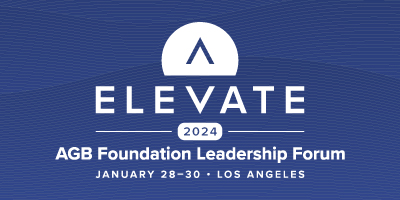 ELEVATE
2024
AGB Foundation Leadership Forum
JANUARY 28–30 • LOS ANGELES